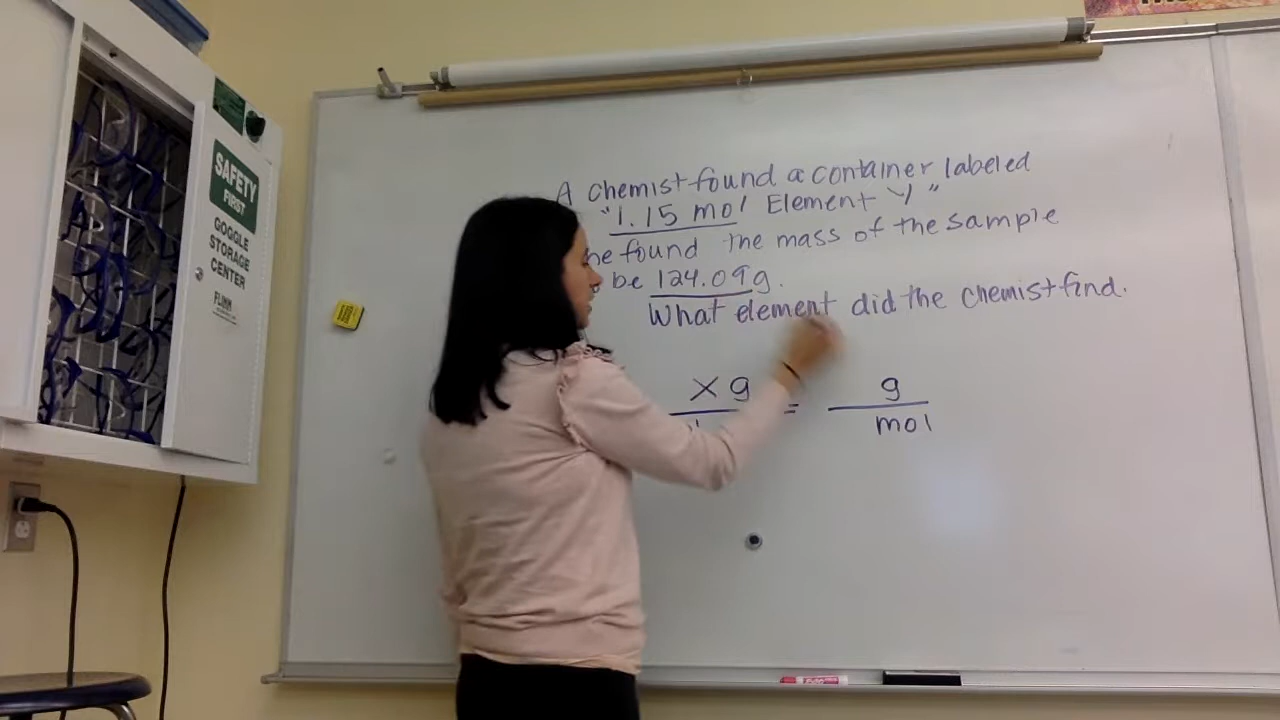 SAFETY
FIRST
GOGGLE
STORAGE
CENTER
FLINN
A chemist found a container labeled
"1.15 mol Element Y"
he found the mass of the sample
be 124.09g.
What element did the chemist find.
x g
=
g
mol